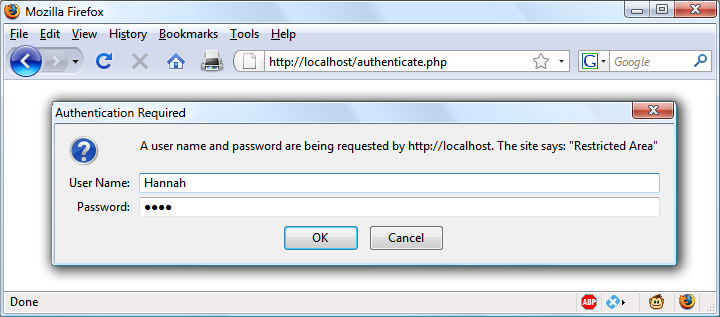 Mozilla Firefox
File Edit View History Bookmarks Tools Help
http://localhost/authenticate.php
G Google
Authentication Required
? A user name and password are being requested by http://localhost. The site says: "Restricted Area"
User Name: Hannah
Password: ●●●●
OK Cancel
Done
ABP